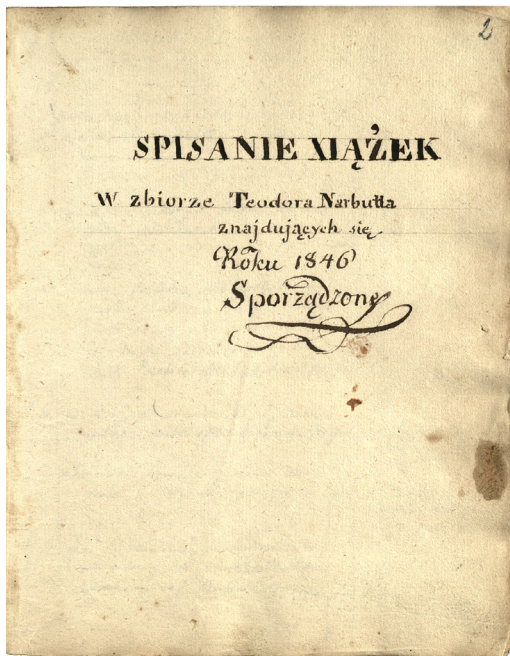 2
SPISANIE XIĄŻEK
W zbiorze Teodora Narbutta
znajdujących się
Roku 1846
Sporządzone